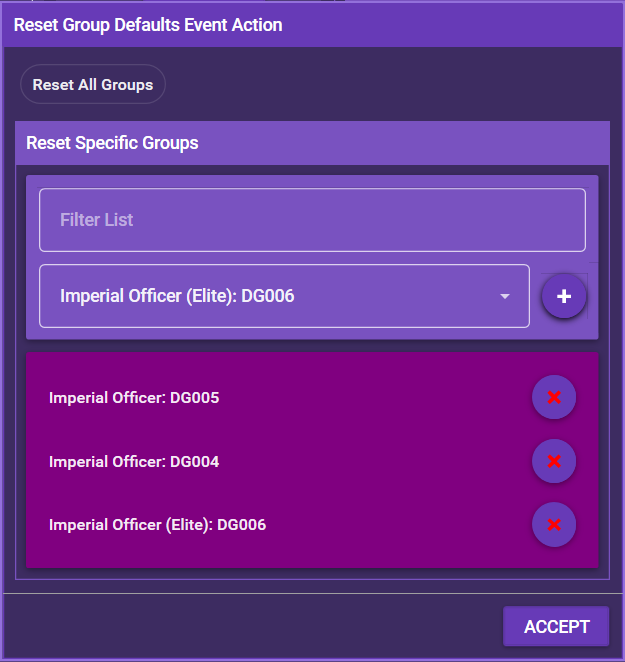 Reset Group Defaults Event Action
Reset All Groups
Reset Specific Groups
Filter List
Imperial Officer (Elite): DG006
Imperial Officer: DG005
Imperial Officer: DG004
Imperial Officer (Elite): DG006
ACCEPT